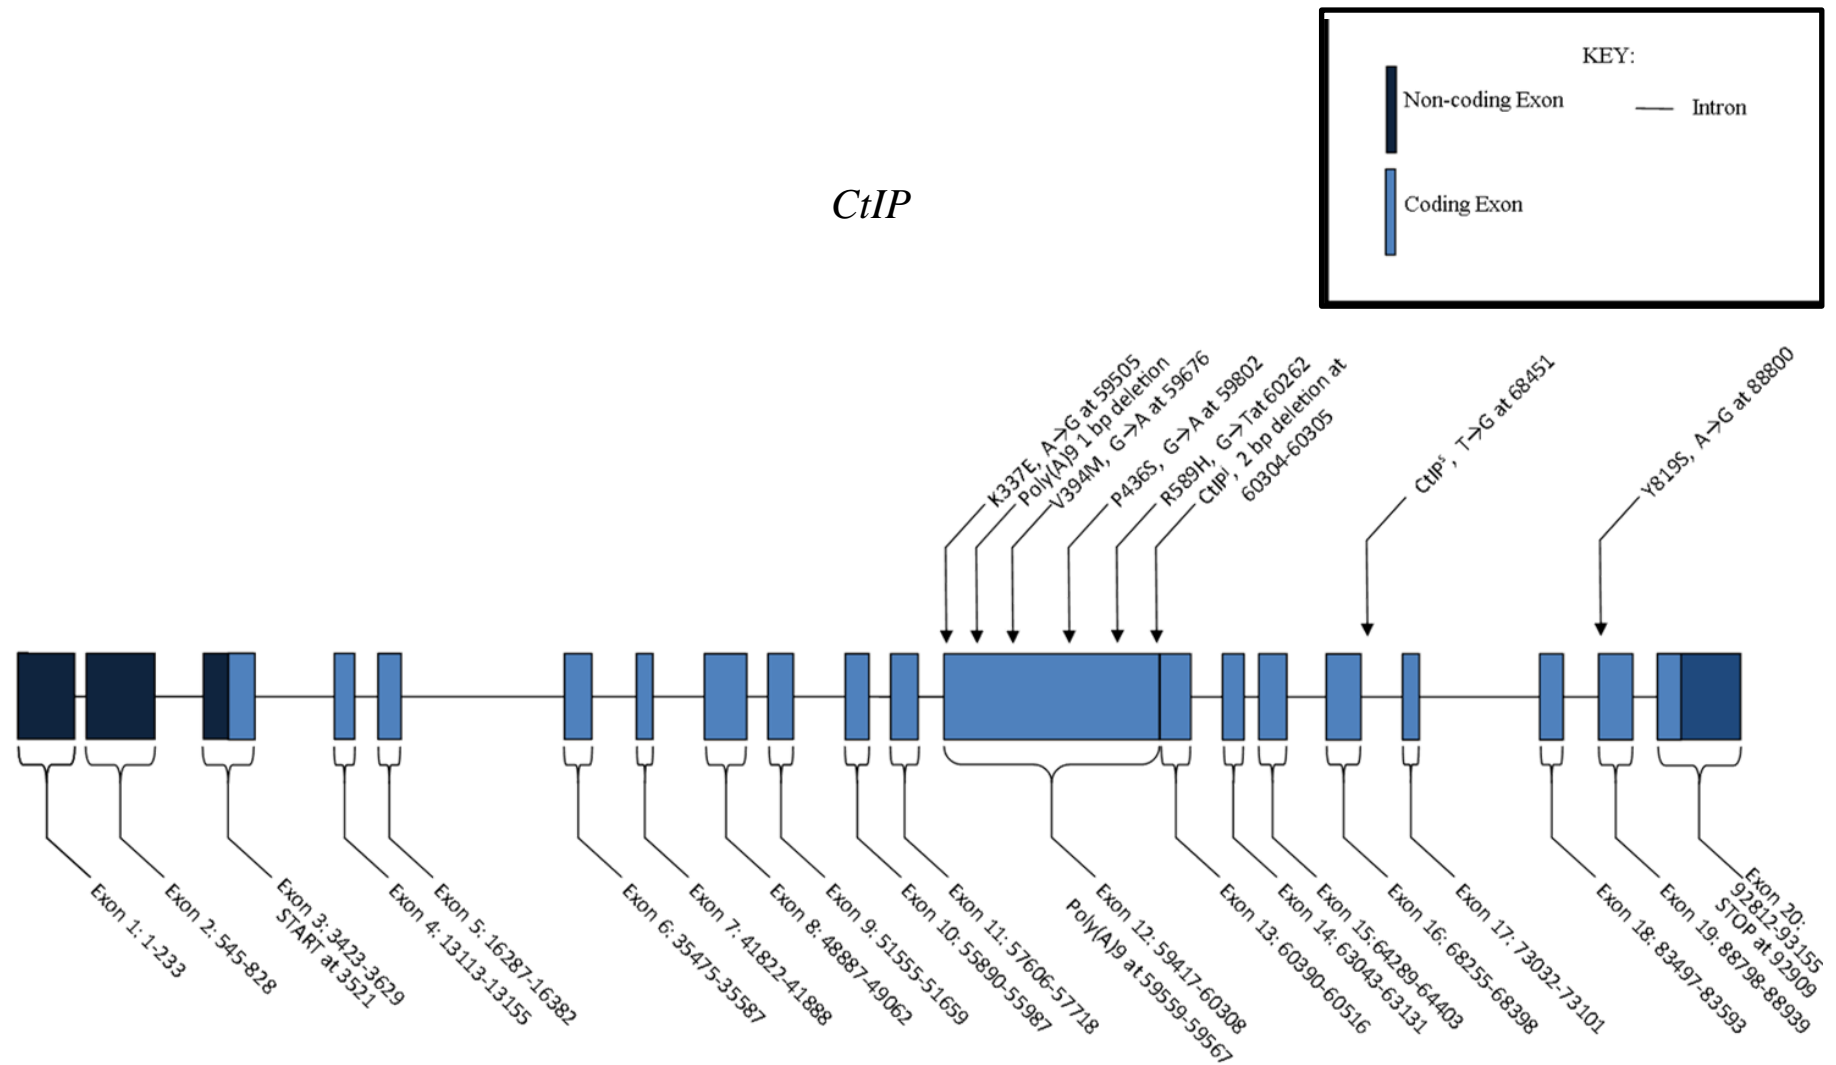 KEY:
Non-coding Exon
Intron
Coding Exon
CtIP
K337E, A→G at 59505
Poly(A)9 1 bp deletion
V394M, G→A at 59676
P436S, G→A at 59802
R589H, G→Tat 60262
CtIPʲ, 2 bp deletion at
60304-60305
CtIPˢ, T→G at 68451
Y819S, A→G at 88800
Exon 1: 1-233
Exon 2: 545-828
Exon 3: 3423-3629
START at 3521
Exon 4: 13113-13155
Exon 5: 16287-16382
Exon 6: 35475-35587
Exon 7: 41822-41888
Exon 8: 48887-49062
Exon 9: 51555-51659
Exon 10: 55890-55987
Exon 11: 57606-57718
Exon 12: 59417-60308
Poly(A)9 at 59559-59567
Exon 13: 60390-60516
Exon 14: 63043-63131
Exon 15:64289-64403
Exon 16: 68255-68398
Exon 17: 73032-73101
Exon 18: 83497-83593
Exon 19: 88798-88939
Exon 20:
92812-93155
STOP at 92909